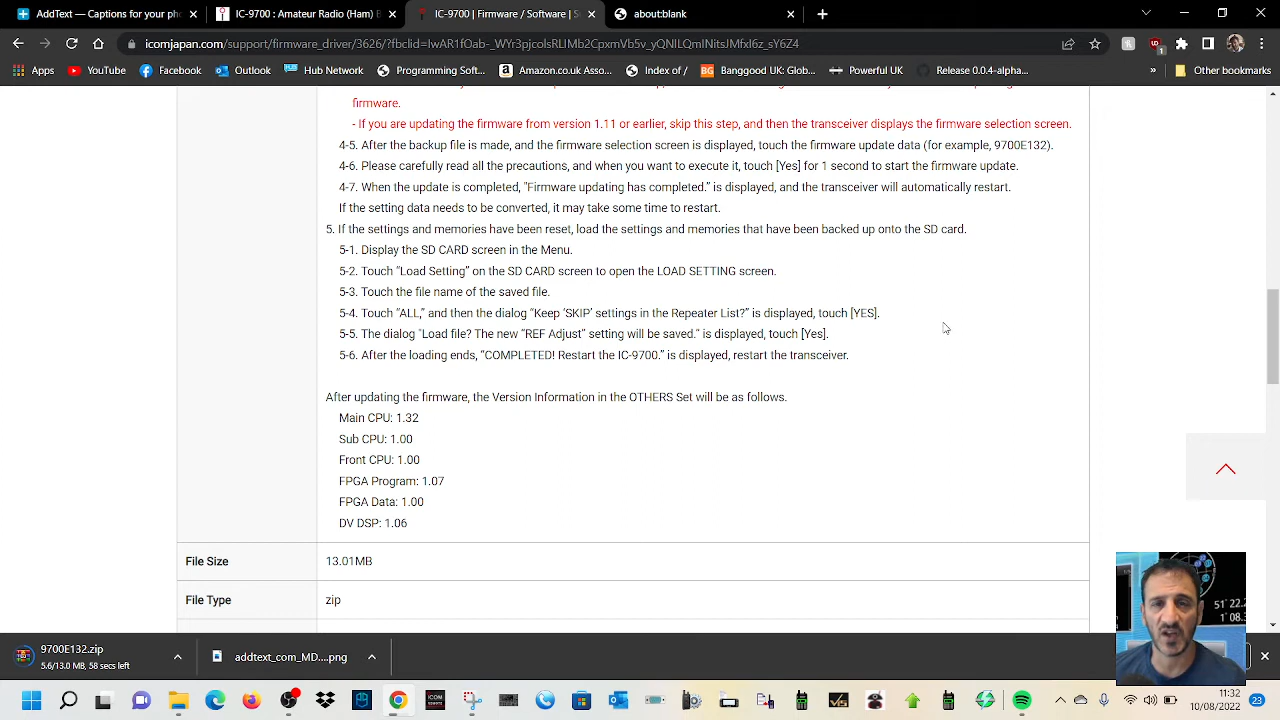 AddText - Captions for your ph
IC-9700 : Amateur Radio (Ham) E
IC-9700 | Firmware / Software | S
aboutblank
icomjapan.com/support/firmware_driver/3626/?fbclid=IwAR1fOab-_WYr3pjcolsRLIMb2CpxmVb5v_yQNILQmINitsJMfxI6z_sY6Z4
Apps
YouTube
Facebook
Outlook
Hub Network
Programming Soft...
Amazon.co.uk Asso...
Index of /
Banggood HK Glob...
Powerful UK
Release 0.0.4-alpha...
Other bookmarks
firmware.
- If you are updating the firmware from version 1.11 or earlier, skip this step, and then the transceiver displays the firmware selection screen.
4-5. After the backup file is made, and the firmware selection screen is displayed, touch the firmware update data (for example, 9700E132).
4-6. Please carefully read all the precautions, and when you want to execute it, touch [Yes] for 1 second to start the firmware update.
4-7. When the update is completed, “Firmware updating has completed.” is displayed, and the transceiver will automatically restart.
If the setting data needs to be converted, it may take some time to restart.
5. If the settings and memories have been reset, load the settings and memories that have been backed up onto the SD card.
5-1. Display the SD CARD screen in the Menu.
5-2. Touch “Load Setting” on the SD CARD screen to open the LOAD SETTING screen.
5-3. Touch the file name of the saved file.
5-4. Touch “ALL,” and then the dialog “Keep ‘SKIP’ settings in the Repeater List?” is displayed, touch [YES].
5-5. The dialog “Load file? The new “REF Adjust” setting will be saved.“ is displayed, touch [Yes].
5-6. After the loading ends, “COMPLETED! Restart the IC-9700.” is displayed, restart the transceiver.
After updating the firmware, the Version Information in the OTHERS Set will be as follows.
Main CPU: 1.32
Sub CPU: 1.00
Front CPU: 1.00
FPGA Program: 1.07
FPGA Data: 1.00
DV DSP: 1.06
File Size
13.01MB
File Type
zip
51° 22.2
1° 08.3
9700E132.zip
5.6/13.0 MB, 58 secs left
addtext_com_MD....png
11:32
10/08/2022
23